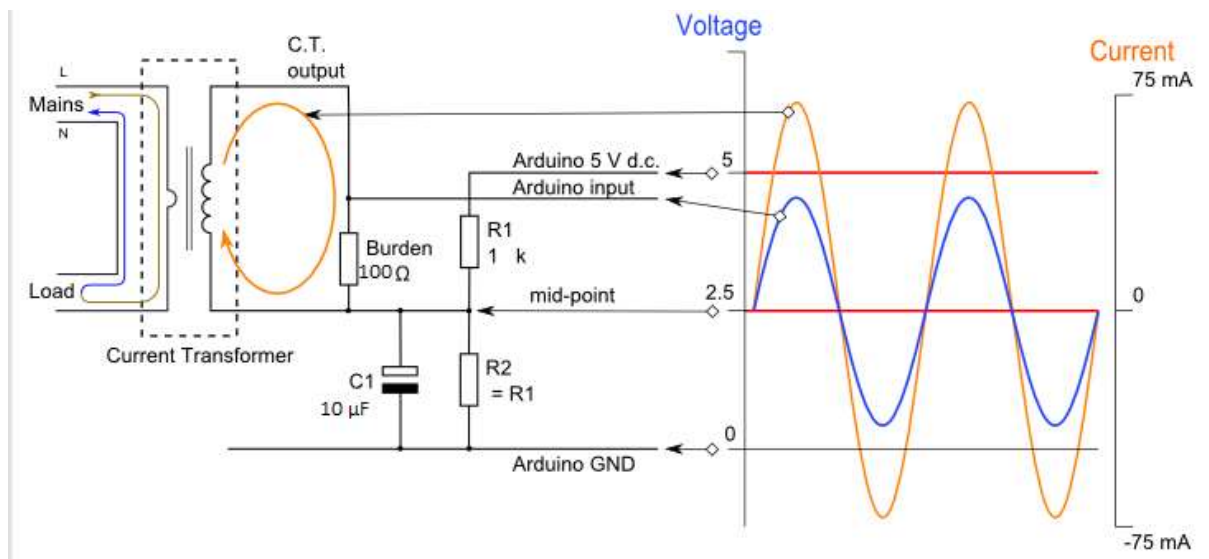 Voltage
Current
C.T.
output
L
Mains
N
75 mA
Arduino 5 V d.c.
5
Arduino input
R1
1 k
Burden
100Ω
Load
mid-point
2.5
0
Current Transformer
C1
10 µF
R2
= R1
0
Arduino GND
-75 mA